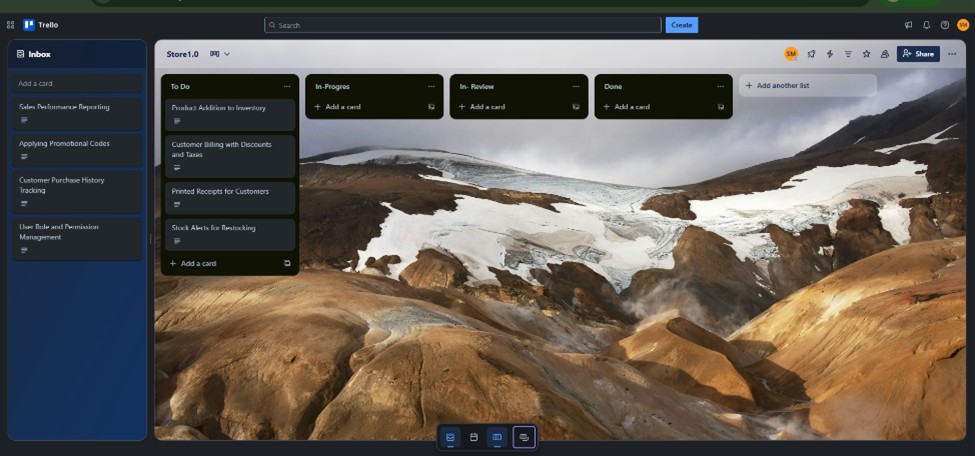 Trello
Search
Create
SM
Inbox
Add a card
Sales Performance Reporting
Applying Promotional Codes
Customer Purchase History
Tracking
User Role and Permission
Management
Store1.0
SM
Share
To Do
Product Addition to Inventory
Customer Billing with Discounts
and Taxes
Printed Receipts for Customers
Stock Alerts for Restocking
Add a card
In-Progres
Add a card
In- Review
Add a card
Done
Add a card
Add another list